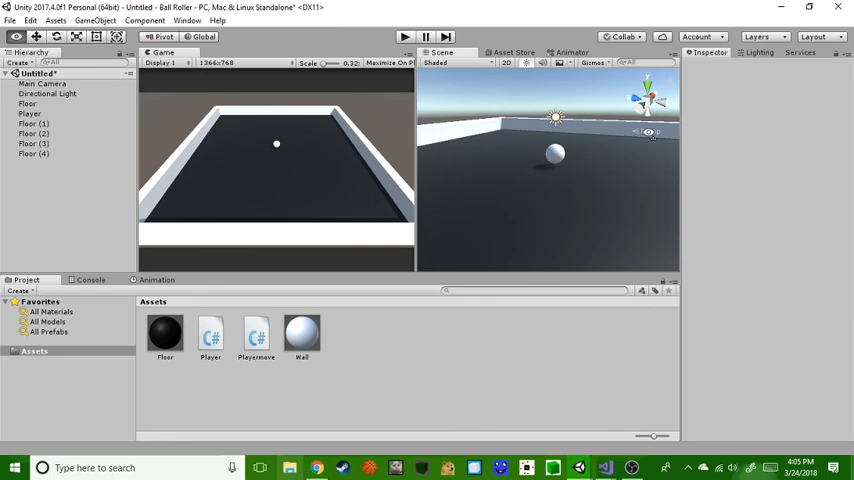 Unity 2017.4.0f1 Personal (64bit) - Untitled - Ball Roller - PC, Mac & Linux Standalone* <DX11>
File Edit Assets GameObject Component Window Help
Pivot Global Collab Account Layers Layout
Hierarchy Game Scene Asset Store Animator Inspector Lighting Services
Create All Display 1 1366x768 Scale 0.32: Maximize On Pl Shaded 2D Gizmos All
Untitled*
Main Camera
Directional Light
Floor
Player
Floor (1)
Floor (2)
Floor (3)
Floor (4)
y
Project Console Animation
Create
Favorites
All Materials
All Models
All Prefabs
Assets
Assets
Floor Player Playermove Wall
C# C#
Type here to search
4:05 PM
3/24/2018